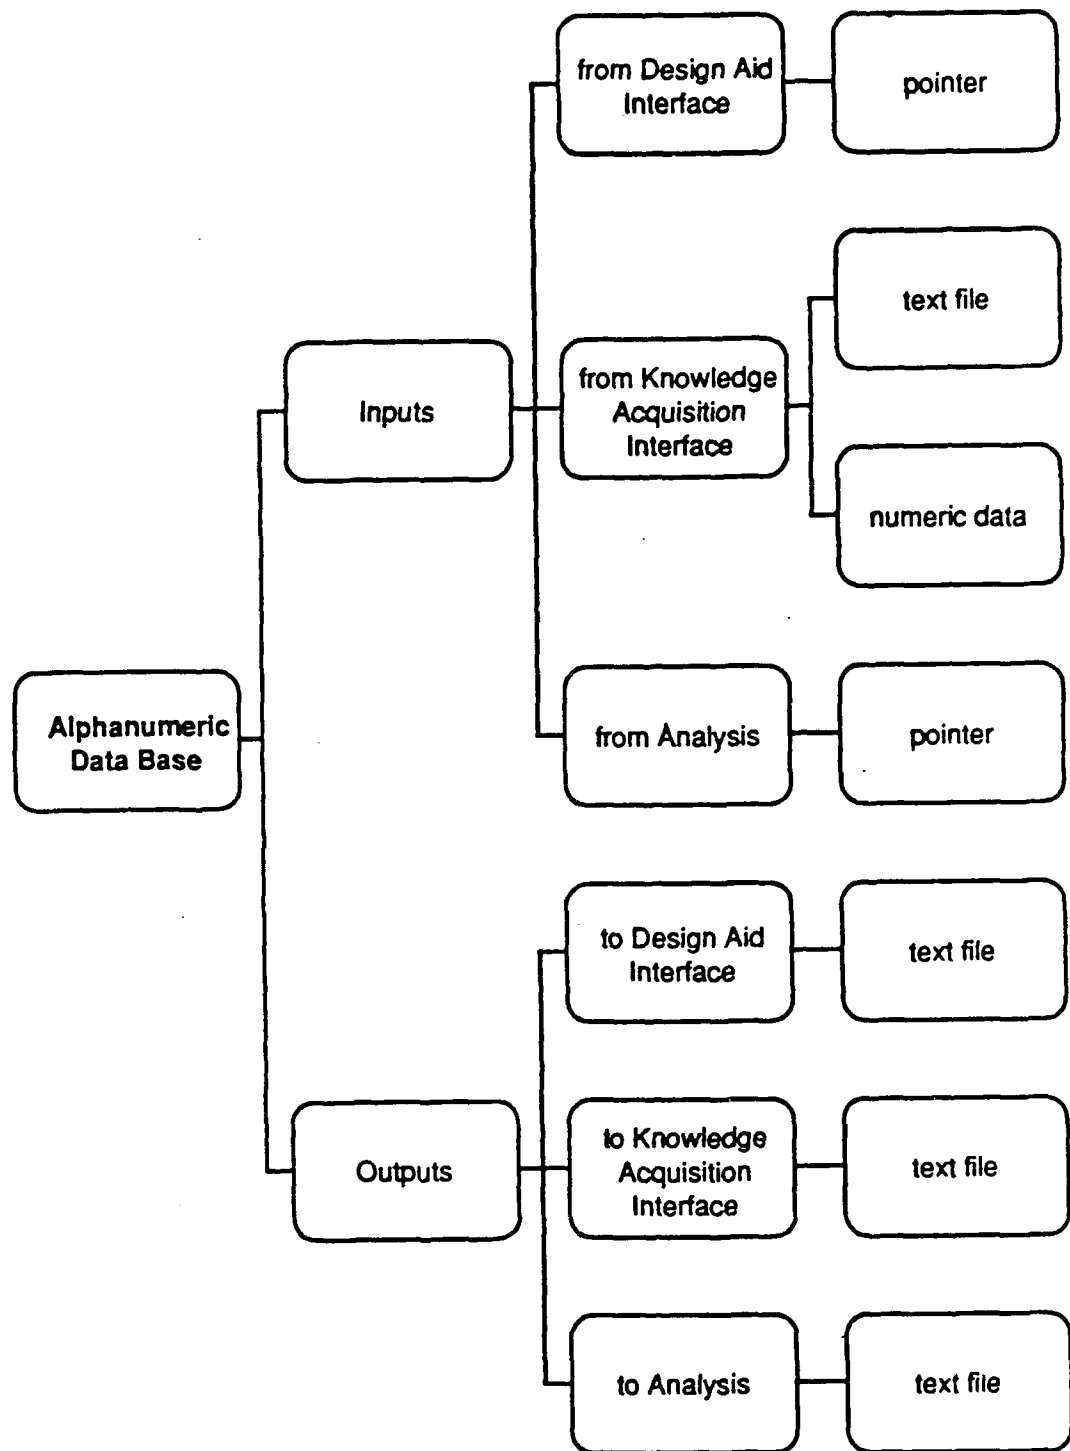 from Design Aid
Interface
pointer
text file
Inputs
from Knowledge
Acquisition
Interface
numeric data
Alphanumeric
Data Base
from Analysis
pointer
to Design Aid
Interface
text file
Outputs
to Knowledge
Acquisition
Interface
text file
to Analysis
text file